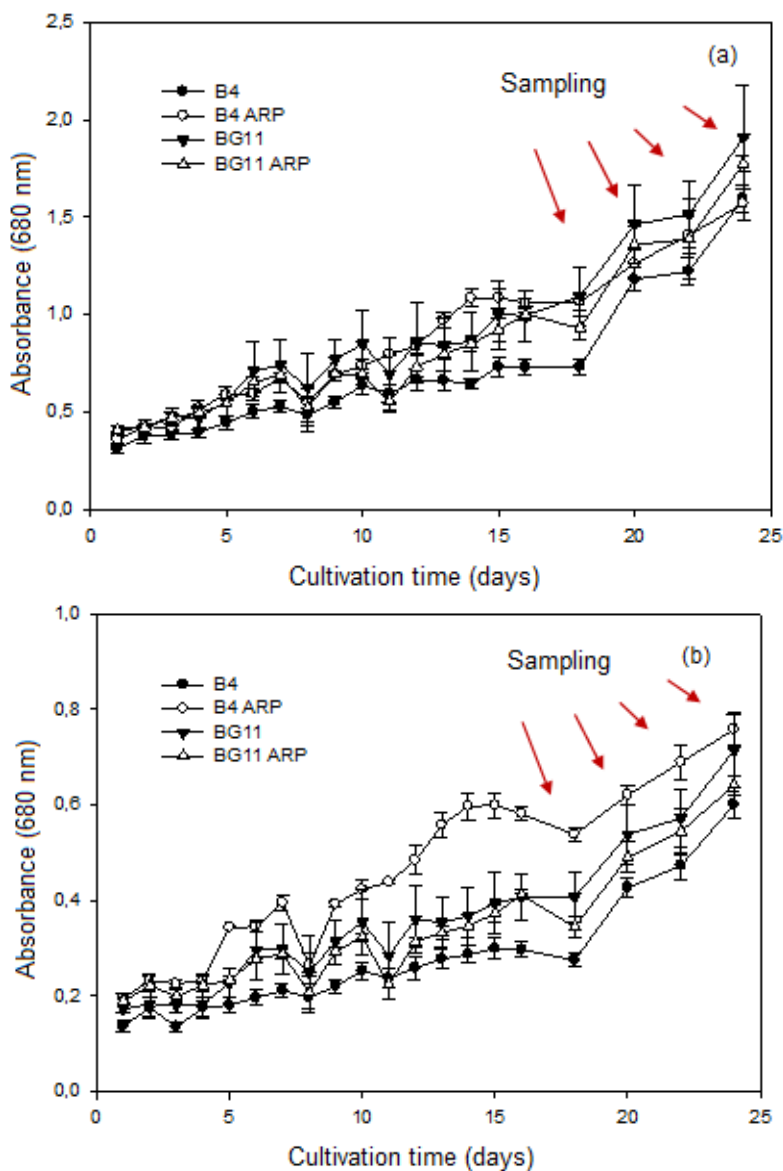 2,5
(a)
B4
Sampling
B4 ARP
2,0
BG11
BG11 ARP
1,5
Absorbance (680 nm)
1,0
0,5
0,0
0 5 10 15 20 25
Cultivation time (days)
1,0
(b)
Sampling
B4
B4 ARP
0,8
BG11
BG11 ARP
0,6
Absorbance (680 nm)
0,4
0,2
0,0
0 5 10 15 20 25
Cultivation time (days)